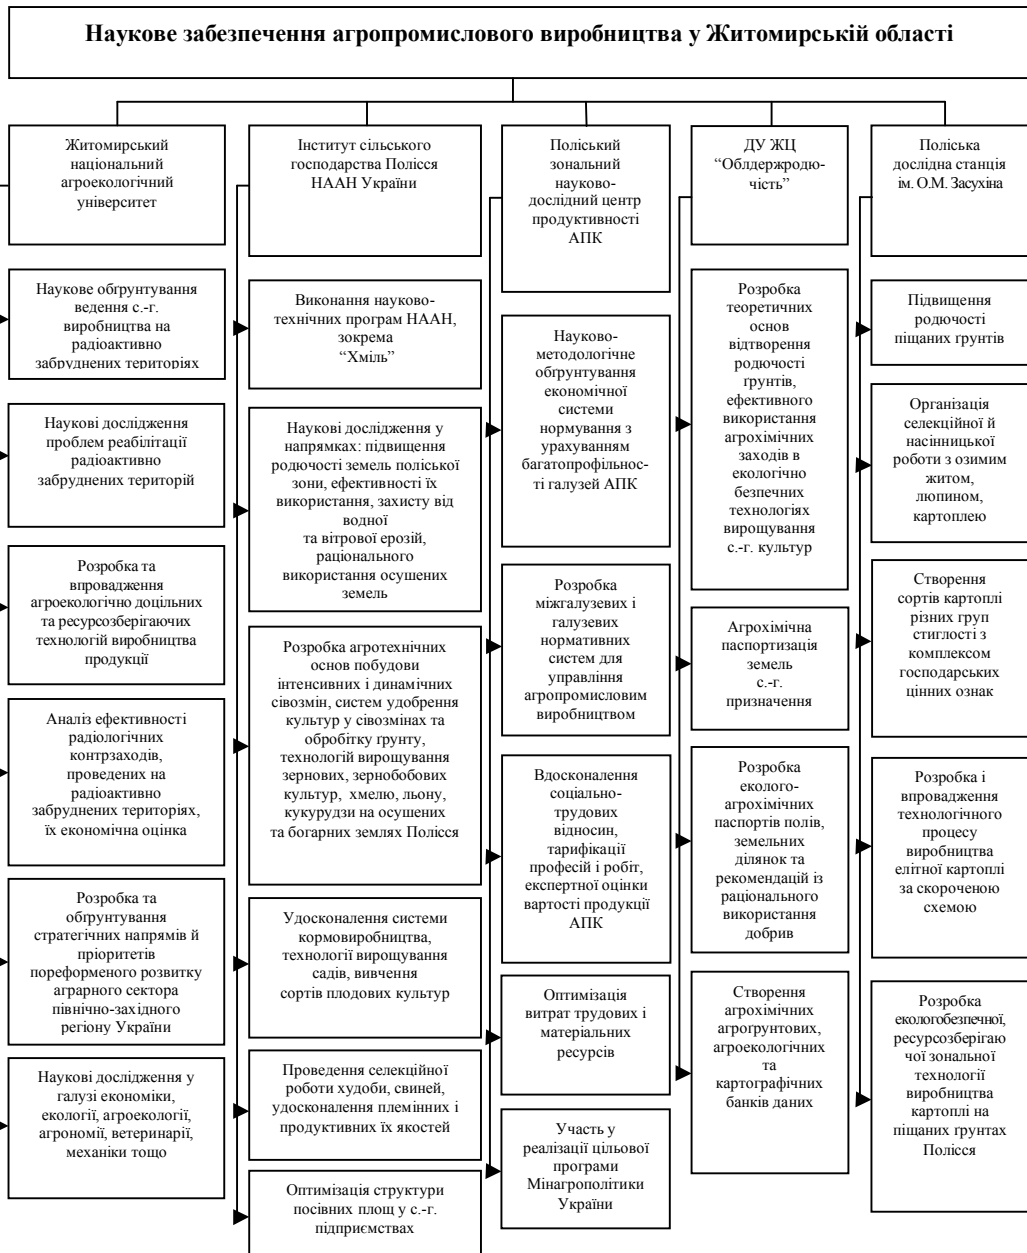 Наукове забезпечення агропромислового виробництва у Житомирській області
Житомирський
національний
агроекологічний
університет
Наукове обґрунтування
ведення с.-г.
виробництва на
радіоактивно
забруднених територіях
Наукові дослідження
проблем реабілітації
радіоактивно
забруднених територій
Розробка та
впровадження
агроекологічно доцільних
та ресурсозберігаючих
технологій виробництва
продукції
Аналіз ефективності
радіологічних
контрзаходів,
проведених на
радіоактивно
забруднених територіях,
їх економічна оцінка
Розробка та
обґрунтування
стратегічних напрямів й
пріоритетів
пореформеного розвитку
аграрного сектора
північно-західного
регіону України
Наукові дослідження у
галузі економіки,
екології, агроекології,
агрономії, ветеринарії,
механіки тощо
Інститут сільського
господарства Полісся
НААН України
Виконання науково-
технічних програм НААН,
зокрема
“Хміль”
Наукові дослідження у
напрямках: підвищення
родючості земель поліської
зони, ефективності їх
використання, захисту від
водної
та вітрової ерозій,
раціонального
використання осушених
земель
Розробка агротехнічних
основ побудови
інтенсивних і динамічних
сівозмін, систем удобрення
культур у сівозмінах та
обробітку ґрунту,
технологій вирощування
зернових, зернобобових
культур, хмелю, льону,
кукурудзи на осушених
та богарних землях Полісся
Удосконалення системи
кормовиробництва,
технології вирощування
садів, вивчення
сортів плодових культур
Проведення селекційної
роботи худоби, свиней,
удосконалення племінних і
продуктивних їх якостей
Оптимізація структури
посівних площ у с.-г.
підприємствах
Поліський
зональний
науково-
дослідний центр
продуктивності
АПК
Науково-
методологічне
обґрунтування
економічної
системи
нормування з
урахуванням
багатопрофільнос-
ті галузей АПК
Розробка
міжгалузевих і
галузевих
нормативних
систем для
управління
агропромисловим
виробництвом
Вдосконалення
соціально-
трудових
відносин,
тарифікації
професій і робіт,
експертної оцінки
вартості продукції
АПК
Оптимізація
витрат трудових і
матеріальних
ресурсів
Участь у
реалізації цільової
програми
Мінагрополітики
України
ДУ ЖЦ
“Облдержродю-
чість”
Розробка
теоретичних
основ
відтворення
родючості
ґрунтів,
ефективного
використання
агрохімічних
заходів в
екологічно
безпечних
технологіях
вирощування
с.-г. культур
Агрохімічна
паспортизація
земель
с.-г.
призначення
Розробка
еколого-
агрохімічних
паспортів полів,
земельних
ділянок та
рекомендацій із
раціонального
використання
добрив
Створення
агрохімічних
агроґрунтових,
агроекологічних
та
картографічних
банків даних
Поліська
дослідна станція
ім. О.М. Засухіна
Підвищення
родючості
піщаних ґрунтів
Організація
селекційної й
насінницької
роботи з озимим
житом,
люпином,
картоплею
Створення
сортів картоплі
різних груп
стиглості з
комплексом
господарських
цінних ознак
Розробка і
впровадження
технологічного
процесу
виробництва
елітної картоплі
за скороченою
схемою
Розробка
екологобезпечної,
ресурсозберігаю
чої зональної
технології
виробництва
картоплі на
піщаних ґрунтах
Полісся